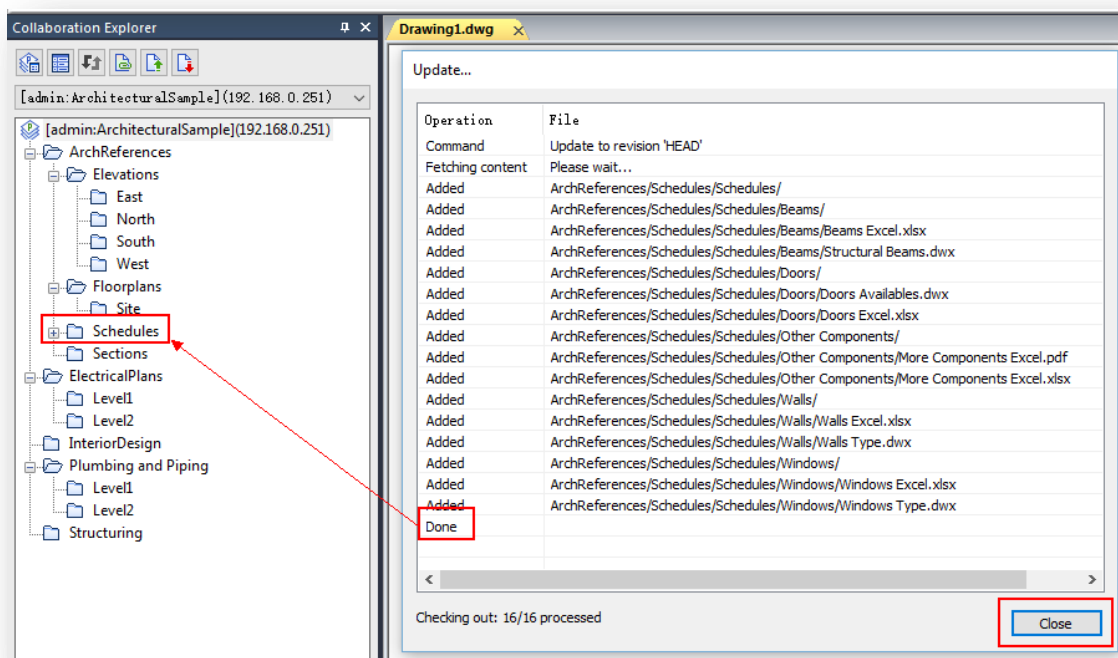 Collaboration Explorer
[admin:ArchitecturalSample](192.168.0.251)
[admin:ArchitecturalSample](192.168.0.251)
ArchReferences
Elevations
East
North
South
West
Floorplans
Site
Schedules
Sections
ElectricalPlans
Level1
Level2
InteriorDesign
Plumbing and Piping
Level1
Level2
Structuring
Drawing1.dwg
Update...
Operation File
Command Update to revision 'HEAD'
Fetching content Please wait...
Added ArchReferences/Schedules/Schedules/
Added ArchReferences/Schedules/Schedules/Beams/
Added ArchReferences/Schedules/Schedules/Beams/Beams Excel.xlsx
Added ArchReferences/Schedules/Schedules/Beams/Structural Beams.dwx
Added ArchReferences/Schedules/Schedules/Doors/
Added ArchReferences/Schedules/Schedules/Doors/Doors Availables.dwx
Added ArchReferences/Schedules/Schedules/Doors/Doors Excel.xlsx
Added ArchReferences/Schedules/Schedules/Other Components/
Added ArchReferences/Schedules/Schedules/Other Components/More Components Excel.pdf
Added ArchReferences/Schedules/Schedules/Other Components/More Components Excel.xlsx
Added ArchReferences/Schedules/Schedules/Walls/
Added ArchReferences/Schedules/Schedules/Walls/Walls Excel.xlsx
Added ArchReferences/Schedules/Schedules/Walls/Walls Type.dwx
Added ArchReferences/Schedules/Schedules/Windows/
Added ArchReferences/Schedules/Schedules/Windows/Windows Excel.xlsx
Added ArchReferences/Schedules/Schedules/Windows/Windows Type.dwx
Done
Checking out: 16/16 processed
Close